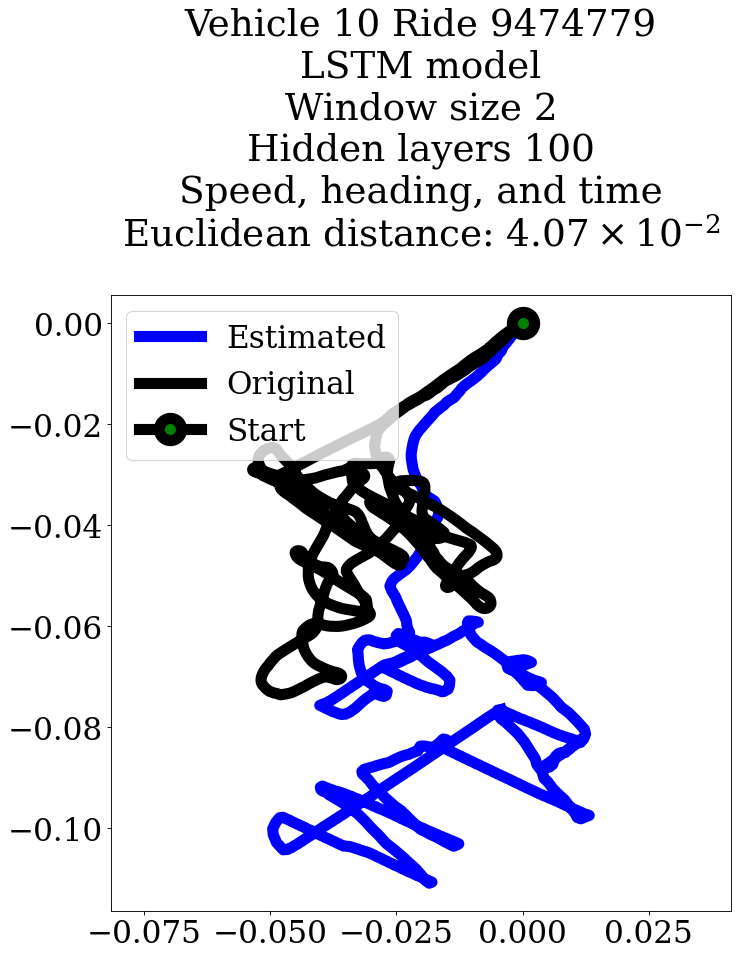 Vehicle 10 Ride 9474779
LSTM model
Window size 2
Hidden layers 100
Speed, heading, and time
Euclidean distance: 4.07 × 10⁻²
Estimated
Original
Start
0.00
−0.02
−0.04
−0.06
−0.08
−0.10
−0.075 −0.050 −0.025 0.000 0.025